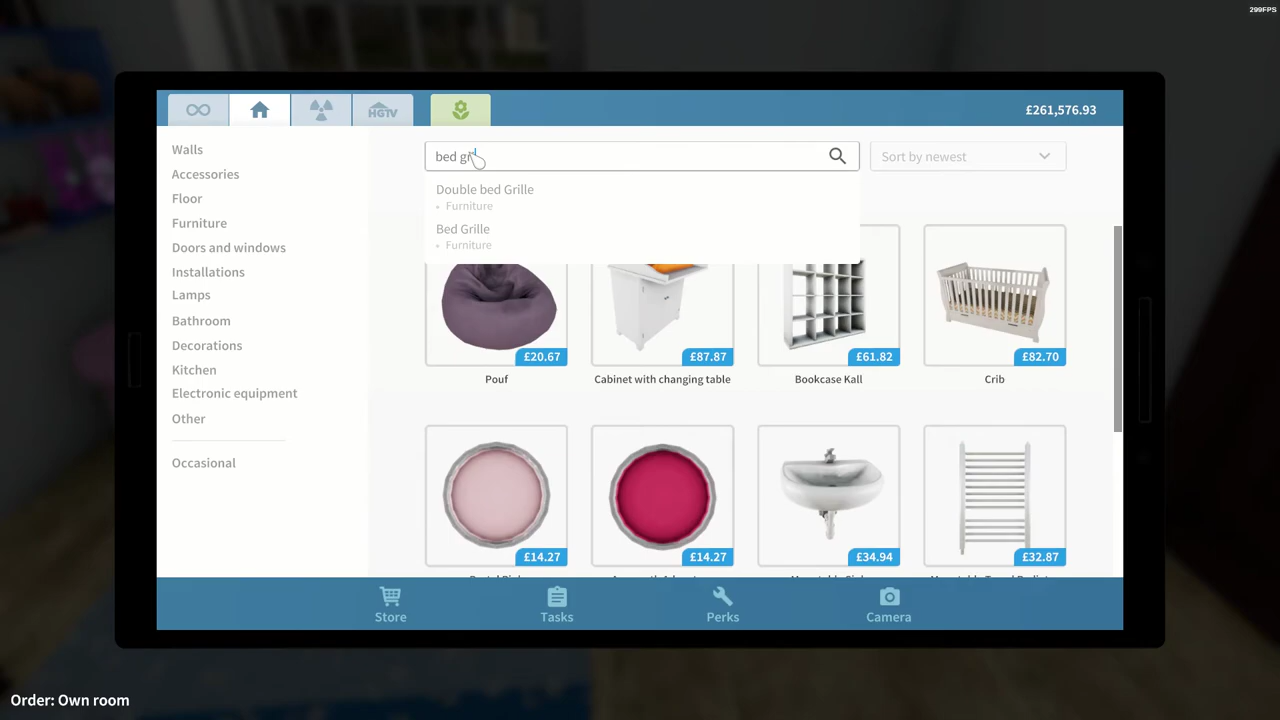 299FPS
HGTV
£261,576.93
bed gr
Sort by newest
Walls
Accessories
Floor
Furniture
Doors and windows
Installations
Lamps
Bathroom
Decorations
Kitchen
Electronic equipment
Other
Occasional
Double bed Grille
Furniture
Bed Grille
Furniture
£20.67
£87.87
£61.82
£82.70
Pouf
Cabinet with changing table
Bookcase Kall
Crib
£14.27
£14.27
£34.94
£32.87
Store
Tasks
Perks
Camera
Order: Own room